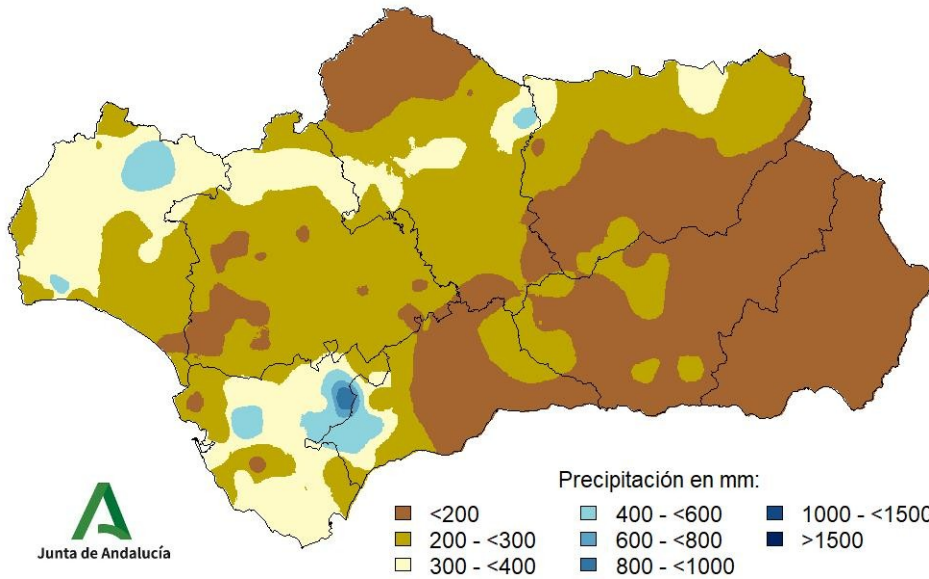 Precipitación en mm:
<200
400 - <600
1000 - <1500
200 - <300
600 - <800
>1500
300 - <400
800 - <1000
Junta de Andalucía